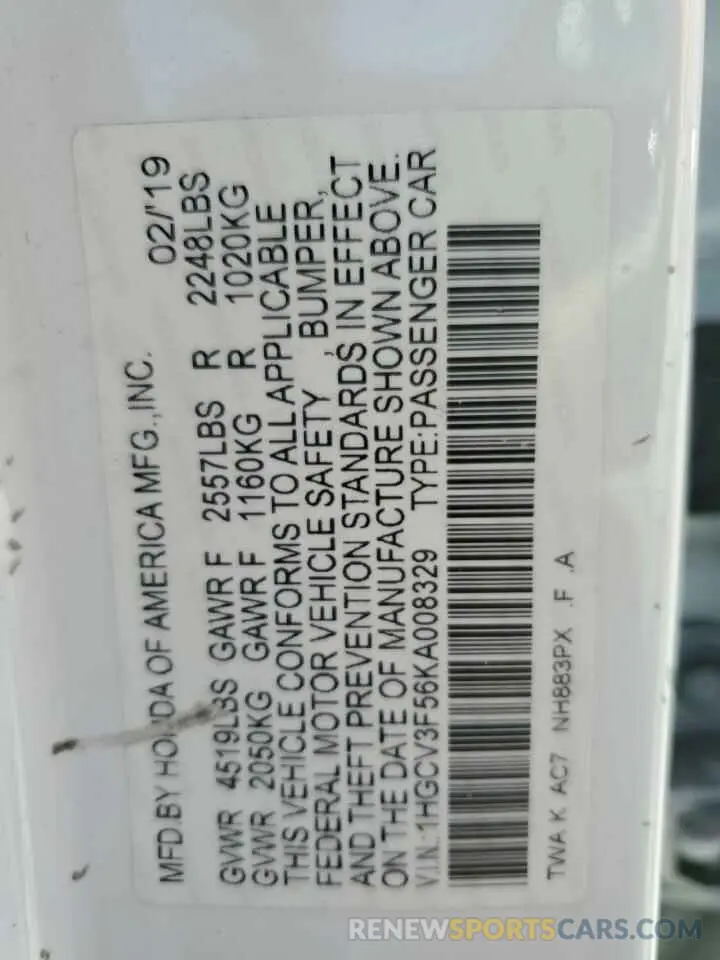 MFD BY HONDA OF AMERICA MFG.,INC. 02/'19
GVWR 4519LBS GAWR F 2557LBS R 2248LBS
GVWR 2050KG GAWR F 1160KG R 1020KG
THIS VEHICLE CONFORMS TO ALL APPLICABLE
FEDERAL MOTOR VEHICLE SAFETY , BUMPER,
AND THEFT PREVENTION STANDARDS IN EFFECT
ON THE DATE OF MANUFACTURE SHOWN ABOVE.
V.I.N:1HGCV3F56KA008329 TYPE:PASSENGER CAR
TWA K AC7 NH883PX .F .A
RENEWSPORTSCARS.COM